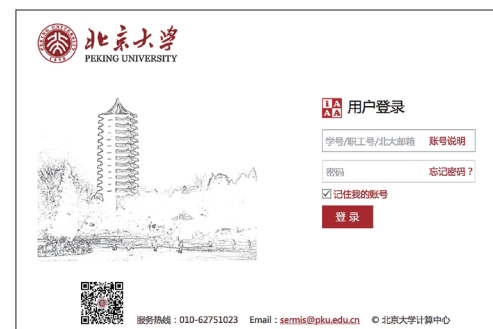 北京大学
PEKING UNIVERSITY
iA
AA
用户登录
学号/职工号/北大邮箱 账号说明
密码 忘记密码？
记住我的账号
登 录
服务热线：010-62751023 Email : sermis@pku.edu.cn © 北京大学计算中心